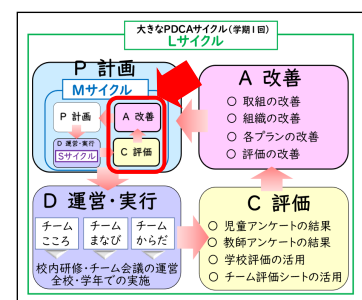 大きなPDCAサイクル(学期1回)
Lサイクル
P 計画
Mサイクル
P 計画
A 改善
D 運営・実行
Sサイクル
C 評価
A 改善
○ 取組の改善
○ 組織の改善
○ 各プランの改善
○ 評価の改善
D 運営・実行
チーム
こころ
チーム
まなび
チーム
からだ
校内研修・チーム会議の運営
全校・学年での実施
C 評価
○ 児童アンケートの結果
○ 教師アンケートの結果
○ 学校評価の活用
○ チーム評価シートの活用